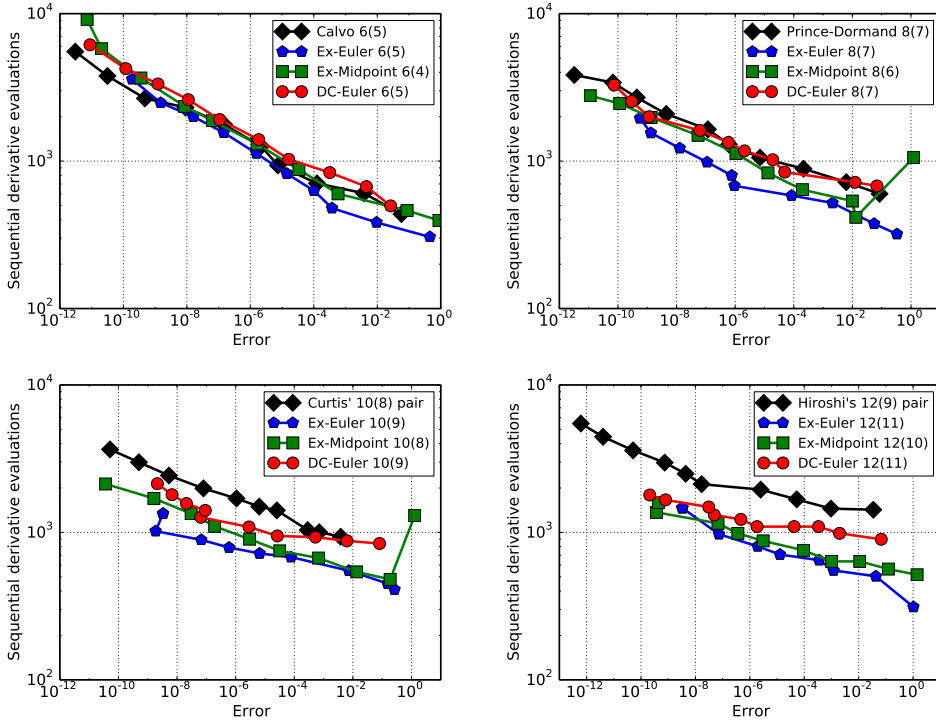 10^4
10^3
10^2
Sequential derivative evaluations
Calvo 6(5)
Ex-Euler 6(5)
Ex-Midpoint 6(4)
DC-Euler 6(5)
10^-12 10^-10 10^-8 10^-6 10^-4 10^-2 10^0
Error
10^4
10^3
10^2
Sequential derivative evaluations
Prince-Dormand 8(7)
Ex-Euler 8(7)
Ex-Midpoint 8(6)
DC-Euler 8(7)
10^-12 10^-10 10^-8 10^-6 10^-4 10^-2 10^0
Error
10^4
10^3
10^2
Sequential derivative evaluations
Curtis' 10(8) pair
Ex-Euler 10(9)
Ex-Midpoint 10(8)
DC-Euler 10(9)
10^-12 10^-10 10^-8 10^-6 10^-4 10^-2 10^0
Error
10^4
10^3
10^2
Sequential derivative evaluations
Hiroshi's 12(9) pair
Ex-Euler 12(11)
Ex-Midpoint 12(10)
DC-Euler 12(11)
10^-12 10^-10 10^-8 10^-6 10^-4 10^-2 10^0
Error